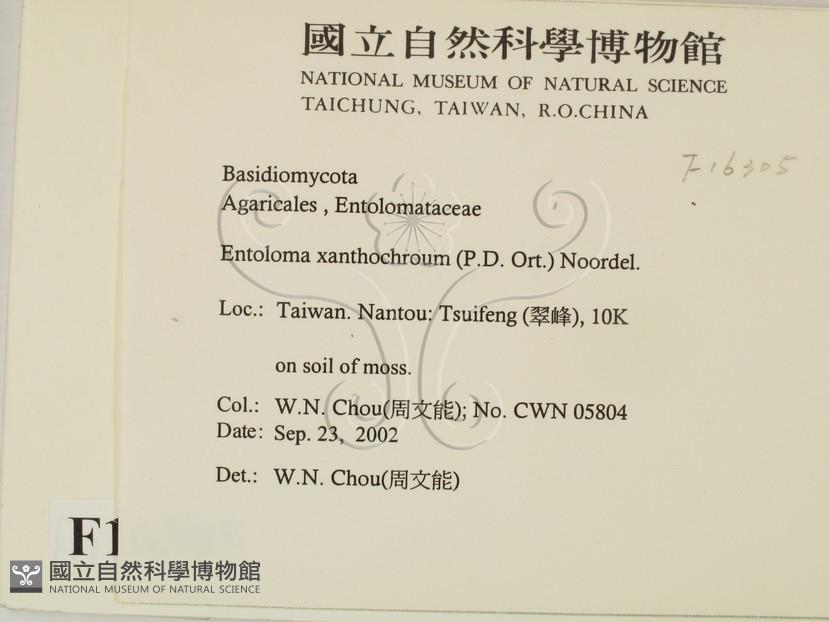 國立自然科學博物館
NATIONAL MUSEUM OF NATURAL SCIENCE
TAICHUNG, TAIWAN, R.O.CHINA
F16305
Basidiomycota
Agaricales , Entolomataceae
Entoloma xanthochroum (P.D. Ort.) Noordel.
Loc.: Taiwan. Nantou: Tsuifeng (翠峰), 10K
on soil of moss.
Col.: W.N. Chou(周文能); No. CWN 05804
Date: Sep. 23, 2002
Det.: W.N. Chou(周文能)
F1
國立自然科學博物館
NATIONAL MUSEUM OF NATURAL SCIENCE